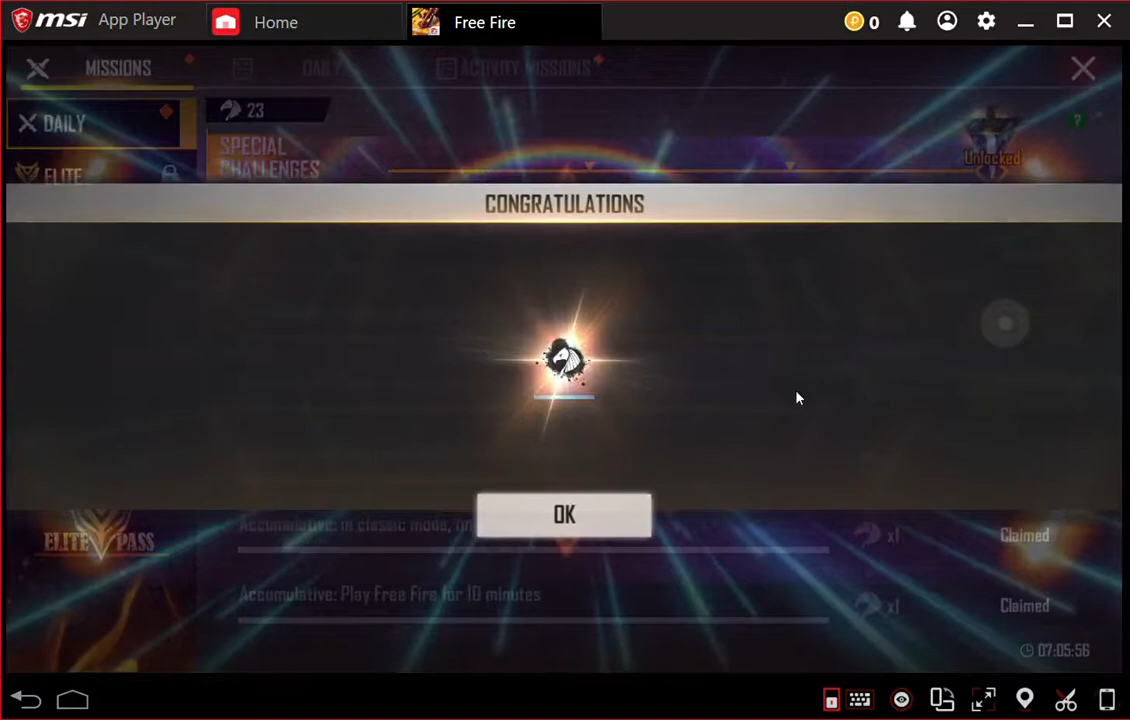 msi App Player
Home
Free Fire
0
MISSIONS
DAILY
ACTIVITY MISSIONS
DAILY
23
?
SPECIAL
CHALLENGES
Unlocked
ELITE
CONGRATULATIONS
OK
Accumulative: In classic mode,
x1
Claimed
ELITE PASS
Accumulative: Play Free Fire for 10 minutes
x1
Claimed
07:05:56